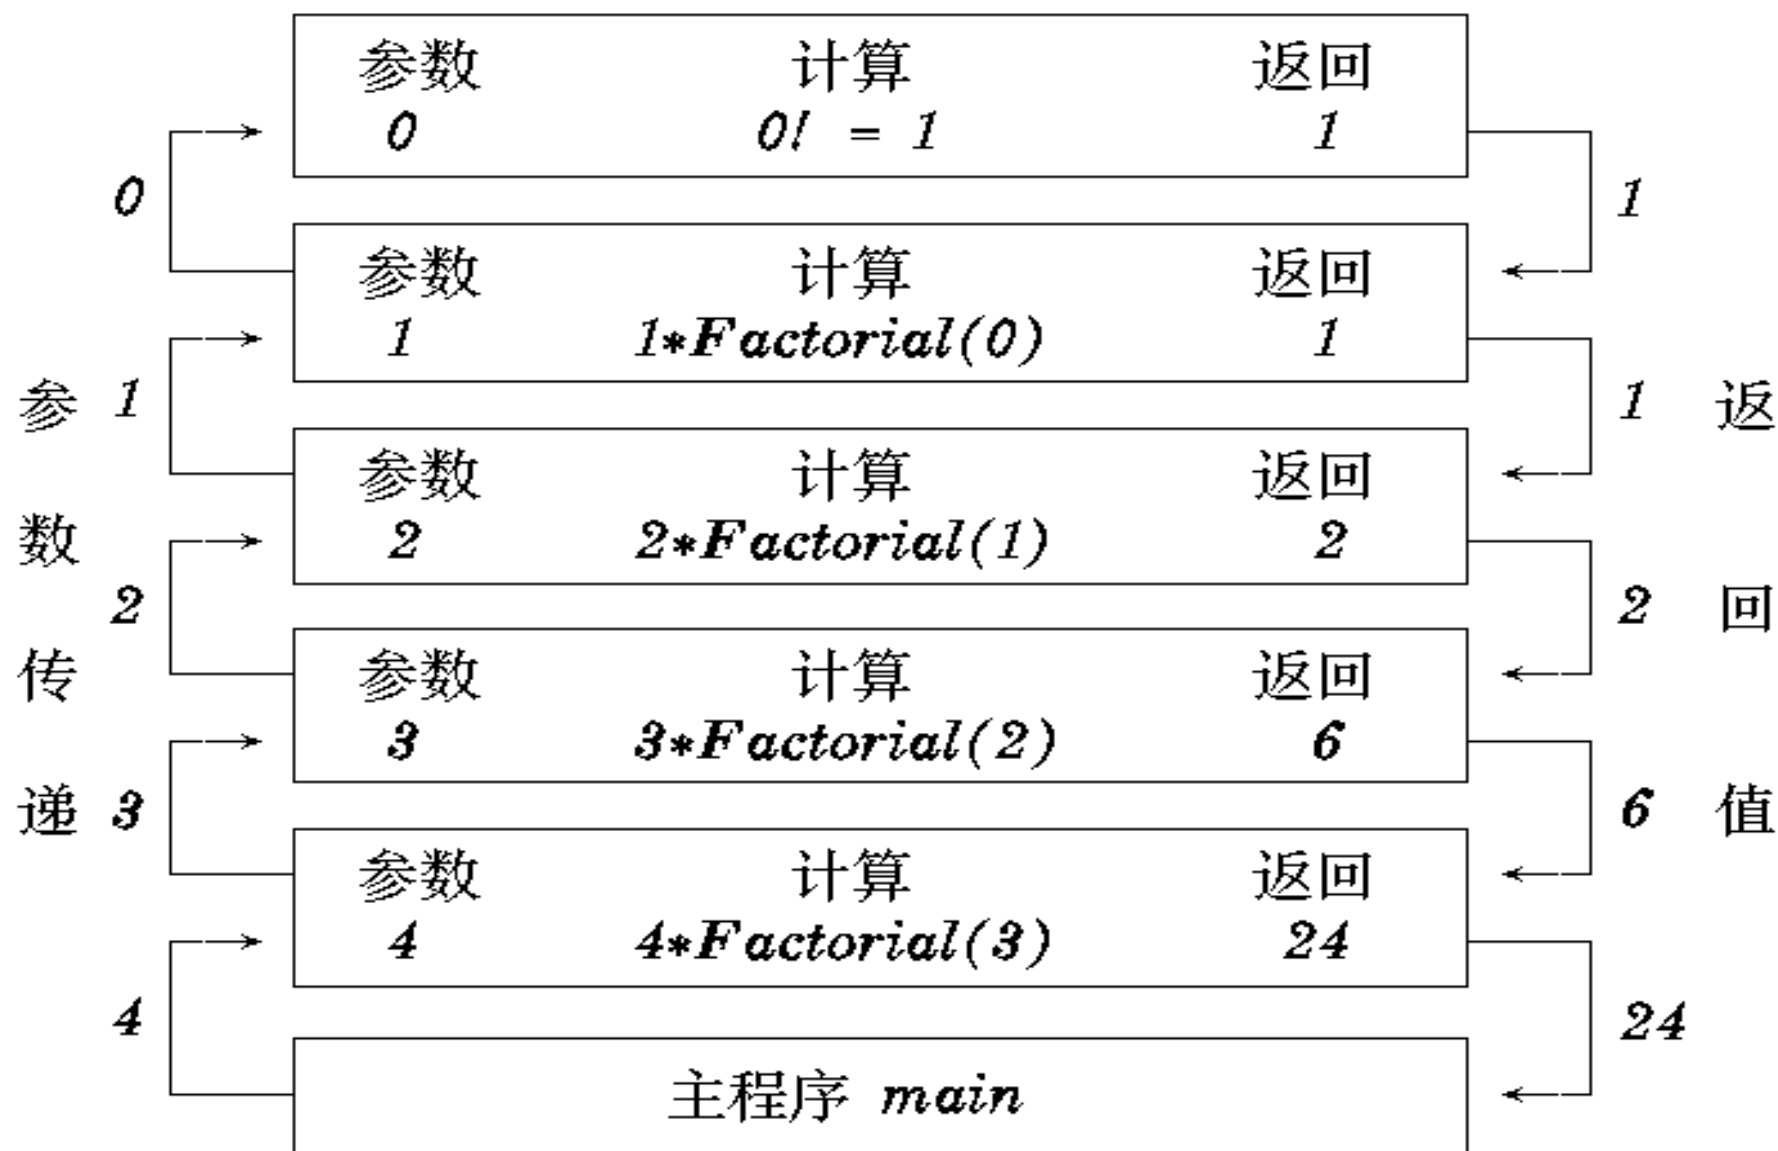 参数 计算 返回
0 0! = 1 1
0 1
参数 计算 返回
1 1*Factorial(0) 1
参 1 1 返
参数 计算 返回
2 2*Factorial(1) 2
数
2 2 回
参数 计算 返回
传
3 3*Factorial(2) 6
递 3 6 值
参数 计算 返回
4 4*Factorial(3) 24
4 24
主程序 main